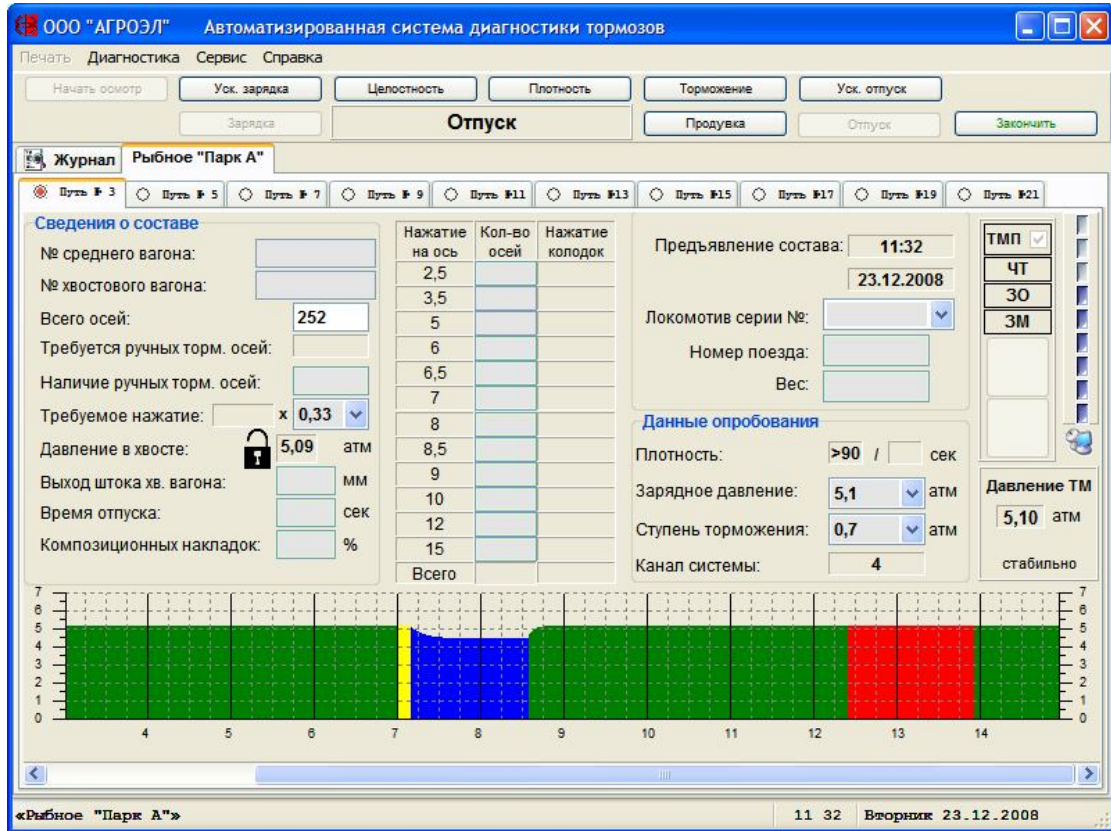 ООО "АГРОЭЛ" Автоматизированная система диагностики тормозов
Печать Диагностика Сервис Справка
Начать осмотр Уск. зарядка Целостность Плотность Торможение Уск. отпуск
Зарядка Отпуск Продувка Отпуск Закончить
Журнал Рыбное "Парк А"
Путь № 3 Путь № 5 Путь № 7 Путь № 9 Путь №11 Путь №13 Путь №15 Путь №17 Путь №19 Путь №21
Сведения о составе
№ среднего вагона:
№ хвостового вагона:
Всего осей: 252
Требуется ручных торм. осей:
Наличие ручных торм. осей:
Требуемое нажатие: x 0,33
Давление в хвосте: 5,09 атм
Выход штока хв. вагона: мм
Время отпуска: сек
Композиционных накладок: %
Нажатие на ось Кол-во осей Нажатие колодок
2,5
3,5
5
6
6,5
7
8
8,5
9
10
12
15
Всего
Предъявление состава: 11:32
23.12.2008
Локомотив серии №:
Номер поезда:
Вес:
Данные опробования
Плотность: >90 / сек
Зарядное давление: 5,1 атм
Ступень торможения: 0,7 атм
Канал системы: 4
ТМП
ЧТ
ЗО
ЗМ
Давление ТМ
5,10 атм
стабильно
7 7
6 6
5 5
4 4
3 3
2 2
1 1
0 0
4 5 6 7 8 9 10 11 12 13 14
«Рыбное "Парк А"» 11 32 Вторник 23.12.2008